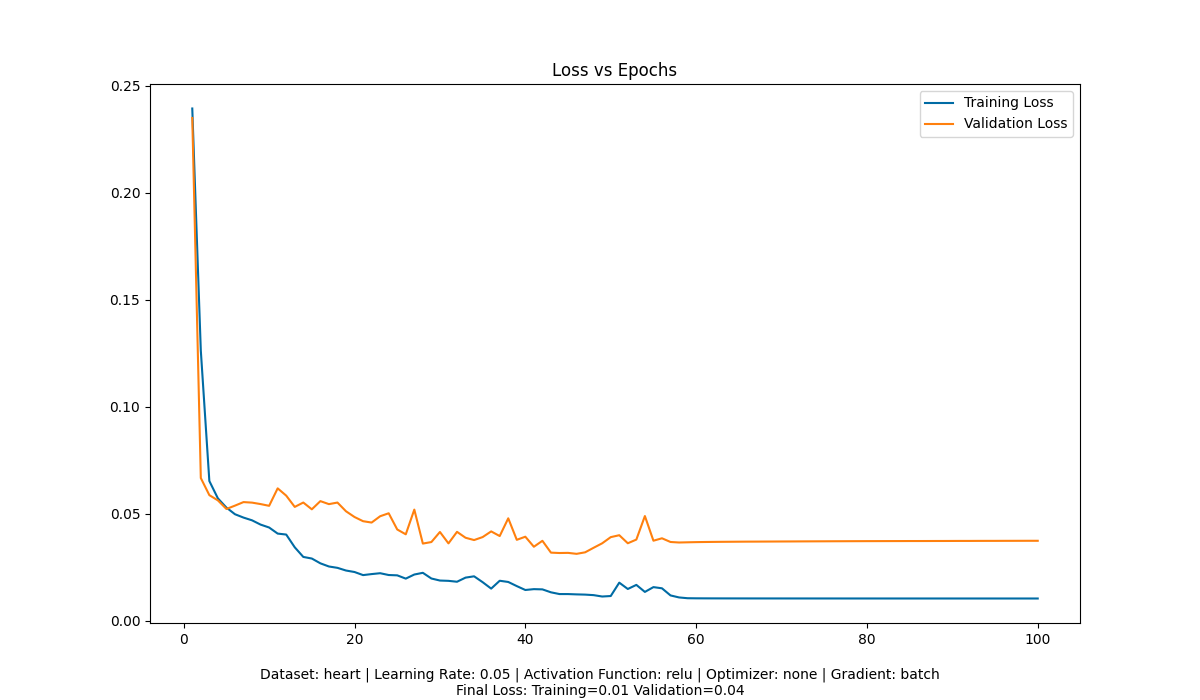 Loss vs Epochs
0.25
Training Loss
Validation Loss
0.20
0.15
0.10
0.05
0.00
0 20 40 60 80 100
Dataset: heart | Learning Rate: 0.05 | Activation Function: relu | Optimizer: none | Gradient: batch
Final Loss: Training=0.01 Validation=0.04